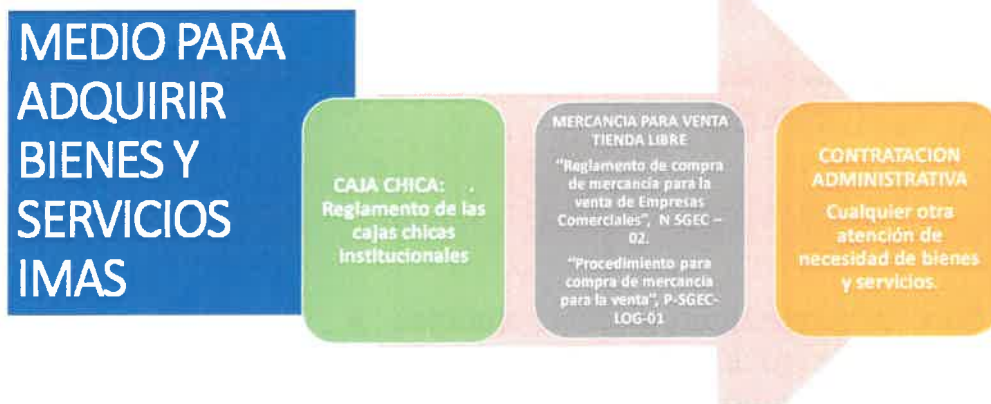 MEDIO PARA
ADQUIRIR
BIENES Y
SERVICIOS
IMAS
CAJA CHICA: .
Reglamento de las
cajas chicas
institucionales
MERCANCIA PARA VENTA
TIENDA LIBRE
"Reglamento de compra
de mercancía para la
venta de Empresas
Comerciales", N SGEC –
02.
"Procedimiento para
compra de mercancía
para la venta", P-SGEC-
LOG-01
CONTRATACION
ADMINISTRATIVA
Cualquier otra
atención de
necesidad de bienes
y servicios.